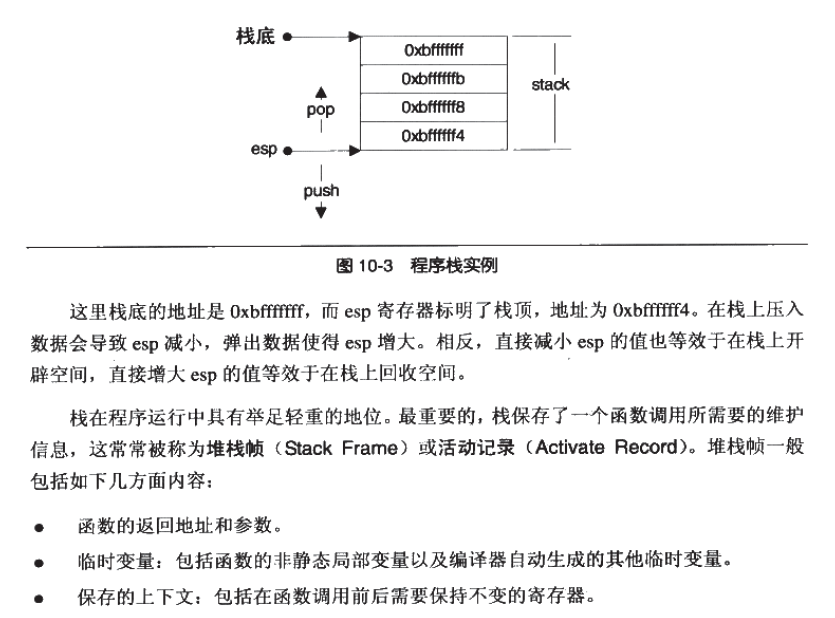 栈底
0xbfffffff
0xbffffffb
stack
pop
0xbffffff8
esp
0xbffffff4
push
图 10-3 程序栈实例
这里栈底的地址是 0xbfffffff，而 esp 寄存器标明了栈顶，地址为 0xbffffff4。在栈上压入
数据会导致 esp 减小，弹出数据使得 esp 增大。相反，直接减小 esp 的值也等效于在栈上开
辟空间，直接增大 esp 的值等效于在栈上回收空间。
栈在程序运行中具有举足轻重的地位。最重要的，栈保存了一个函数调用所需要的维护
信息，这常常被称为堆栈帧（Stack Frame）或活动记录（Activate Record）。堆栈帧一般
包括如下几方面内容：
● 函数的返回地址和参数。
● 临时变量：包括函数的非静态局部变量以及编译器自动生成的其他临时变量。
● 保存的上下文：包括在函数调用前后需要保持不变的寄存器。